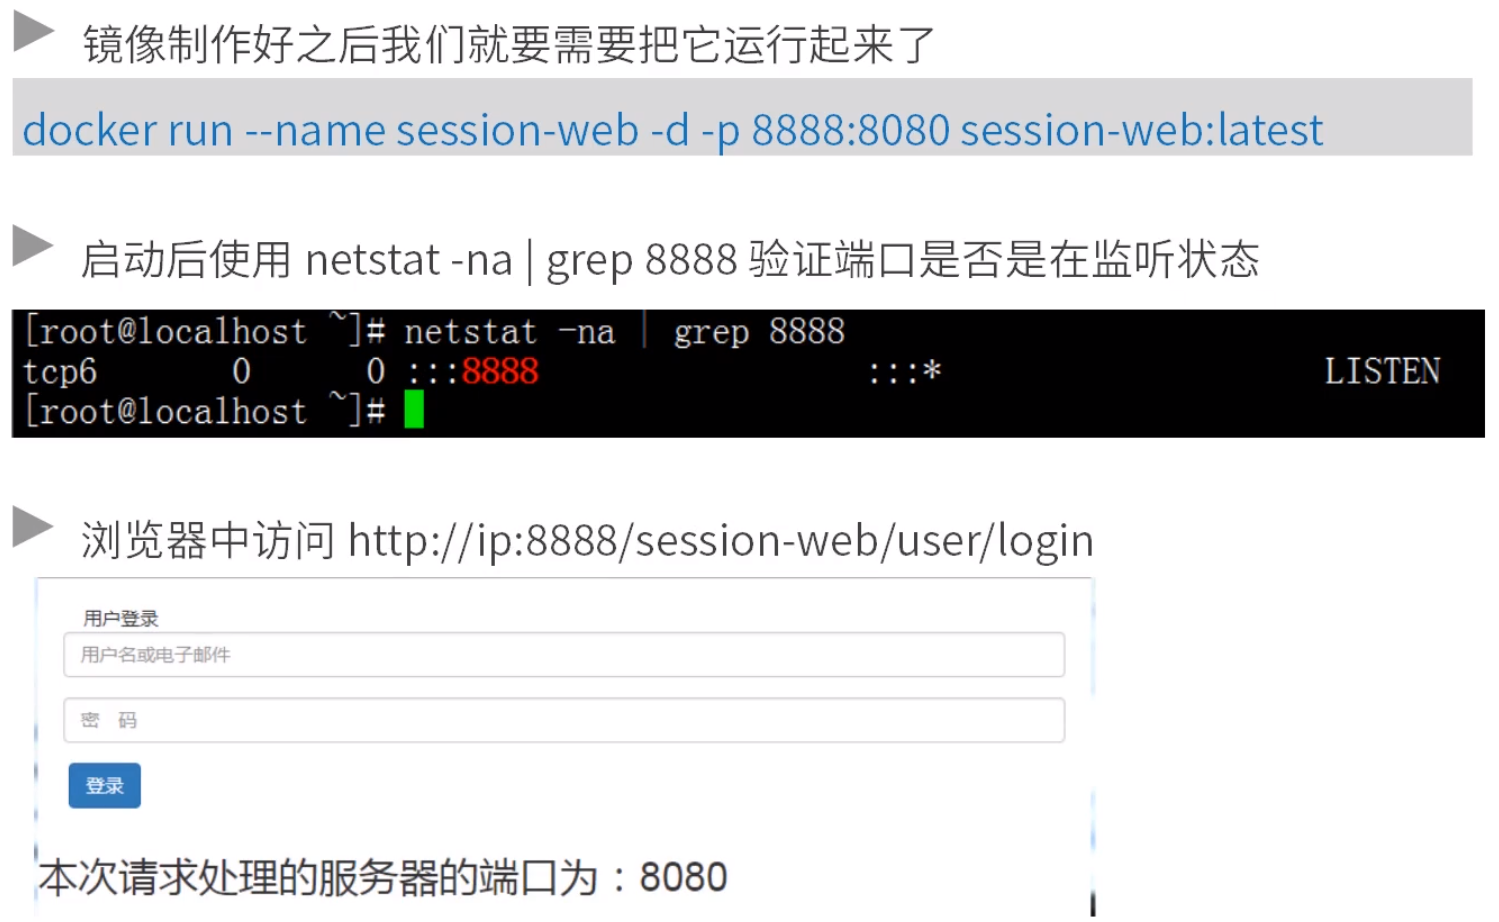 镜像制作好之后我们就要需要把它运行起来了
docker run --name session-web -d -p 8888:8080 session-web:latest
启动后使用 netstat -na | grep 8888 验证端口是否是在监听状态
[root@localhost ~]# netstat -na | grep 8888
tcp6 0 0 :::8888 :::* LISTEN
[root@localhost ~]#
浏览器中访问 http://ip:8888/session-web/user/login
用户登录
用户名或电子邮件
密 码
登录
本次请求处理的服务器的端口为：8080